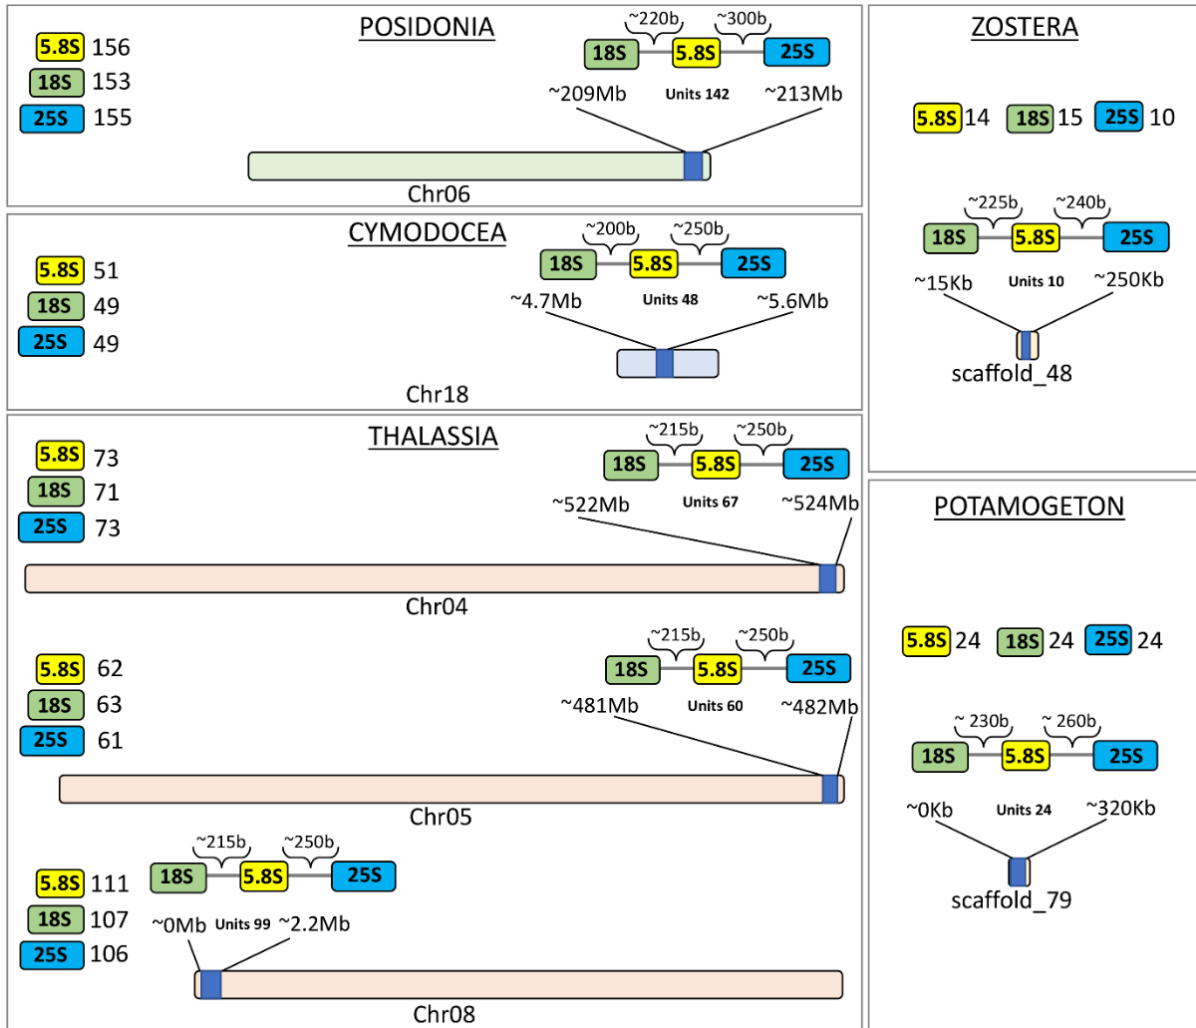 POSIDONIA
5.8S 156
18S 153
25S 155
~220b ~300b
18S 5.8S 25S
~209Mb Units 142 ~213Mb
Chr06
CYMODOCEA
5.8S 51
18S 49
25S 49
~200b ~250b
18S 5.8S 25S
~4.7Mb Units 48 ~5.6Mb
Chr18
THALASSIA
5.8S 73
18S 71
25S 73
~215b ~250b
18S 5.8S 25S
~522Mb Units 67 ~524Mb
Chr04
5.8S 62
18S 63
25S 61
~215b ~250b
18S 5.8S 25S
~481Mb Units 60 ~482Mb
Chr05
5.8S 111
18S 107
25S 106
~215b ~250b
18S 5.8S 25S
~0Mb Units 99 ~2.2Mb
Chr08
ZOSTERA
5.8S 14 18S 15 25S 10
~225b ~240b
18S 5.8S 25S
~15Kb Units 10 ~250Kb
scaffold_48
POTAMOGETON
5.8S 24 18S 24 25S 24
~ 230b ~ 260b
18S 5.8S 25S
~0Kb Units 24 ~320Kb
scaffold_79